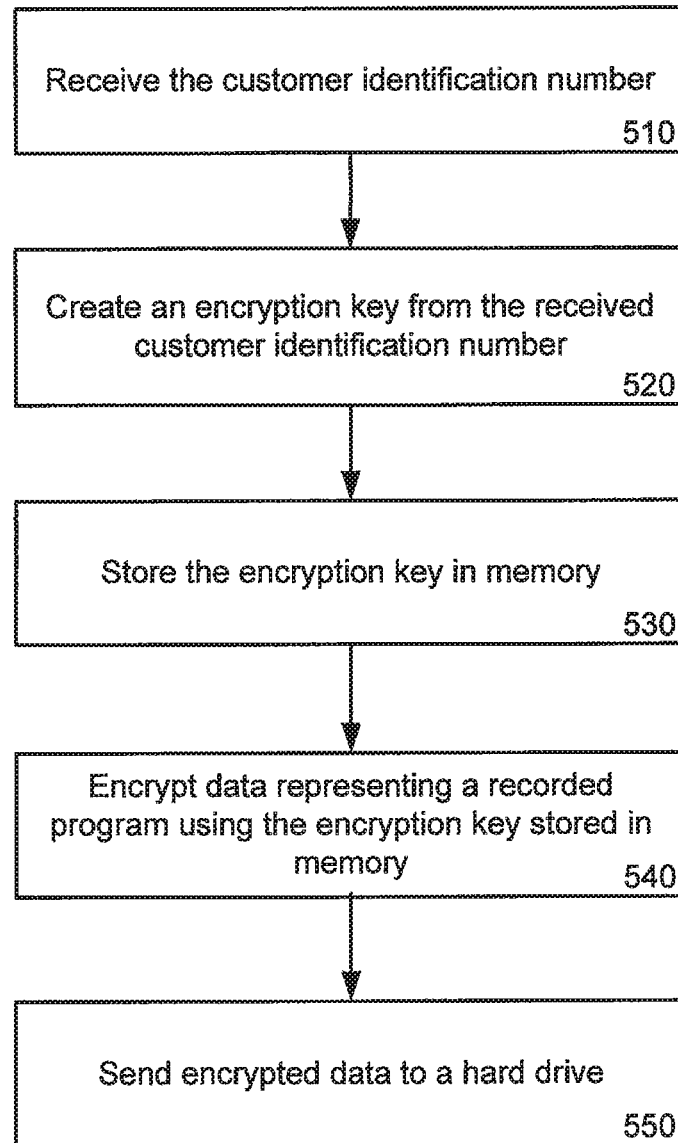 Receive the customer identification number
510
Create an encryption key from the received
customer identification number
520
Store the encryption key in memory
530
Encrypt data representing a recorded
program using the encryption key stored in
memory
540
Send encrypted data to a hard drive
550